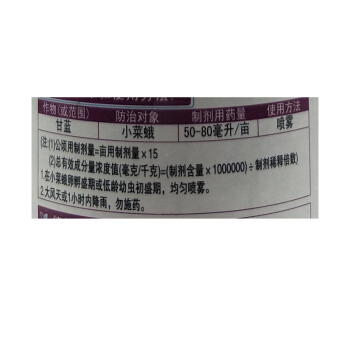 作物(或范围) 防治对象 制剂用药量 使用方法
甘蓝 小菜蛾 50-80毫升/亩 喷雾
(注:(1)公顷用制剂量=亩用制剂量×15
(2)总有效成分量浓度值(毫克/千克)=(制剂含量×1000000)÷制剂稀释倍数)
1.在小菜蛾卵孵盛期或低龄幼虫初盛期,均匀喷雾。
2.大风天或1小时内降雨,勿施药。